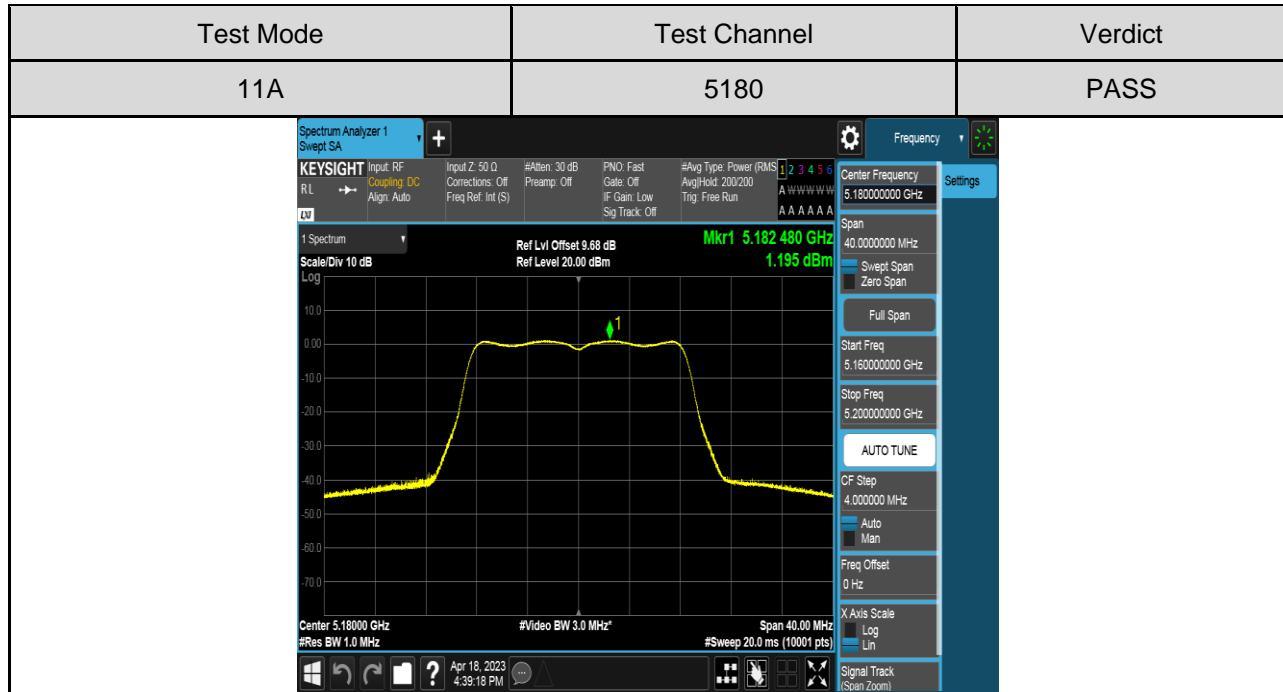 Test Mode Test Channel Verdict
11A 5180 PASS
Spectrum Analyzer 1
Swept SA
+
Frequency
KEYSIGHT
RL
LXI
Input: RF
Coupling: DC
Align: Auto
Input Z: 50 Ω
Corrections: Off
Freq Ref: Int (S)
#Atten: 30 dB
Preamp: Off
PNO: Fast
Gate: Off
IF Gain: Low
Sig Track: Off
#Avg Type: Power (RMS
Avg|Hold: 200/200
Trig: Free Run
1 2 3 4 5 6
A W W W W W
A A A A A A
1 Spectrum
Scale/Div 10 dB
Ref Lvl Offset 9.68 dB
Ref Level 20.00 dBm
Mkr1 5.182 480 GHz
1.195 dBm
Log
10.0
0.00
-10.0
-20.0
-30.0
-40.0
-50.0
-60.0
-70.0
1
Center 5.18000 GHz
#Res BW 1.0 MHz
#Video BW 3.0 MHz*
Span 40.00 MHz
#Sweep 20.0 ms (10001 pts)
?
Apr 18, 2023
4:39:18 PM
Center Frequency
5.180000000 GHz
Settings
Span
40.0000000 MHz
Swept Span
Zero Span
Full Span
Start Freq
5.160000000 GHz
Stop Freq
5.200000000 GHz
AUTO TUNE
CF Step
4.000000 MHz
Auto
Man
Freq Offset
0 Hz
X Axis Scale
Log
Lin
Signal Track
(Span Zoom)